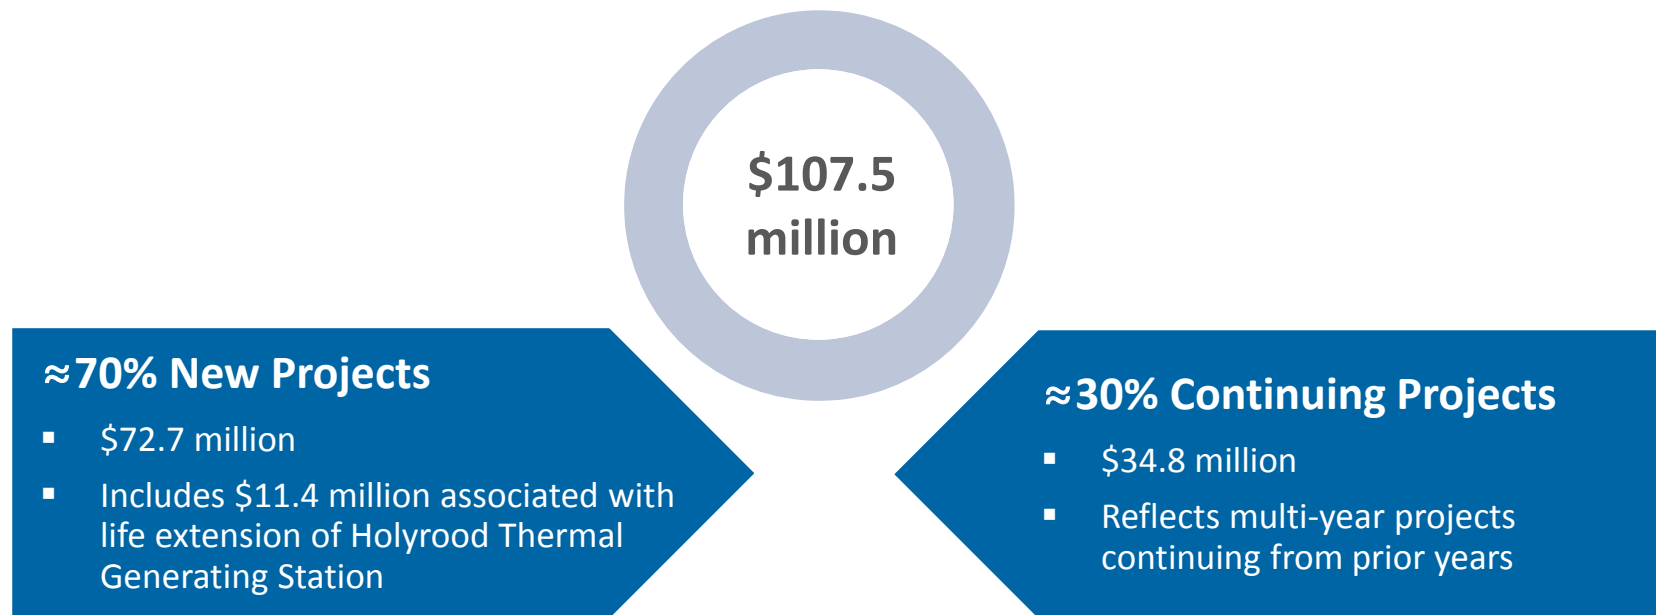 $107.5
million
≈70% New Projects
▪ $72.7 million
▪ Includes $11.4 million associated with
life extension of Holyrood Thermal
Generating Station
≈30% Continuing Projects
▪ $34.8 million
▪ Reflects multi-year projects
continuing from prior years